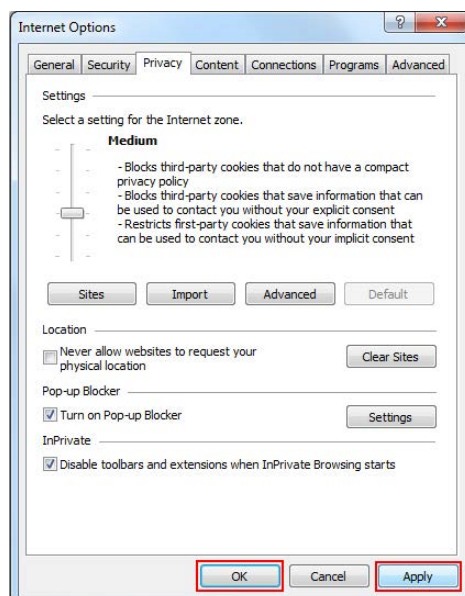 Internet Options
General Security Privacy Content Connections Programs Advanced
Settings
Select a setting for the Internet zone.
Medium
- Blocks third-party cookies that do not have a compact
privacy policy
- Blocks third-party cookies that save information that can
be used to contact you without your explicit consent
- Restricts first-party cookies that save information that
can be used to contact you without your implicit consent
Sites Import Advanced Default
Location
Never allow websites to request your
physical location
Clear Sites
Pop-up Blocker
Turn on Pop-up Blocker
Settings
InPrivate
Disable toolbars and extensions when InPrivate Browsing starts
OK Cancel Apply